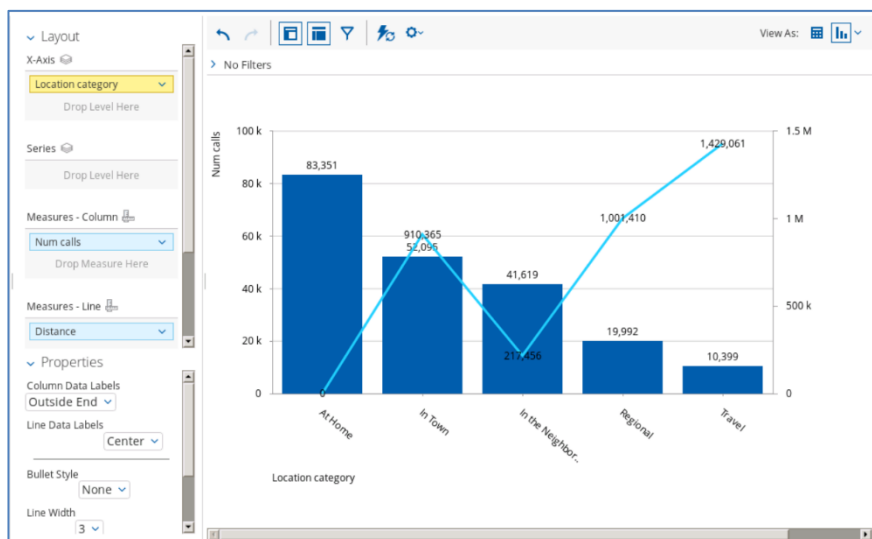 Layout
X-Axis
Location category
Drop Level Here
Series
Drop Level Here
Measures - Column
Num calls
Drop Measure Here
Measures - Line
Distance
Properties
Column Data Labels
Outside End
Line Data Labels
Center
Bullet Style
None
Line Width
3
View As:
No Filters
Num calls
100 k
80 k
60 k
40 k
20 k
0
1.5 M
1 M
500 k
0
83,351
910,365
52,095
41,619
217,456
1,001,410
19,992
1,429,061
10,399
0
At Home
In Town
In the Neighbor...
Regional
Travel
Location category